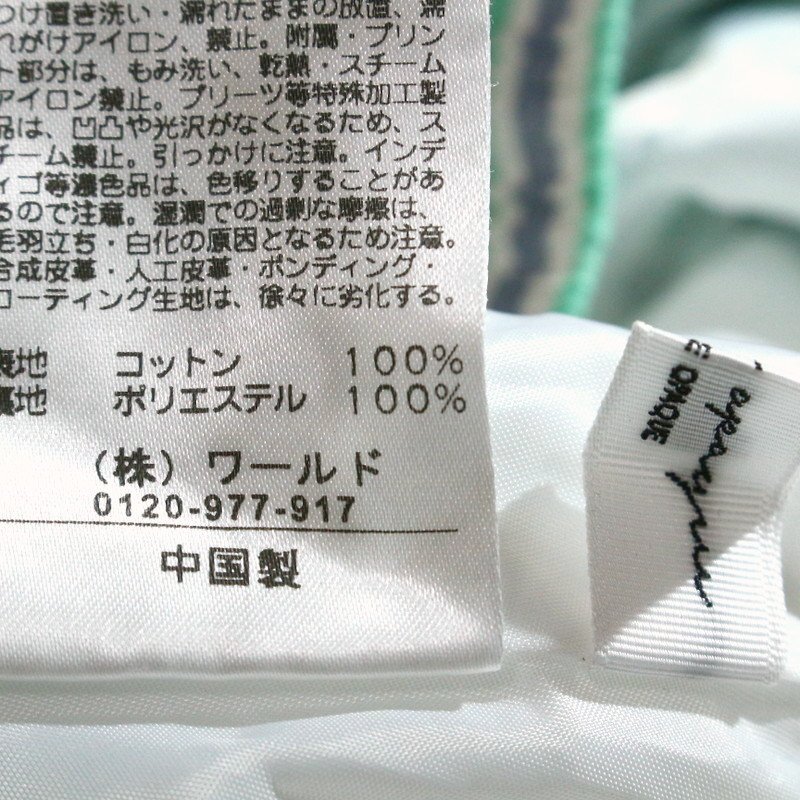 つけ置き洗い・濡れたままの放置、濡
れがけアイロン、禁止。附属・プリン
ト部分は、もみ洗い、乾熱・スチーム
アイロン禁止。プリーツ等特殊加工製
品は、凹凸や光沢がなくなるため、ス
チーム禁止。引っかけに注意。インデ
ィゴ等濃色品は、色移りすることがあ
るので注意。湿潤での過剰な摩擦は、
毛羽立ち・白化の原因となるため注意。
合成皮革・人工皮革・ボンディング・
コーティング生地は、徐々に劣化する。
表地 コットン 100%
裏地 ポリエステル 100%
(株) ワールド
0120-977-917
中国製
OPAQUE